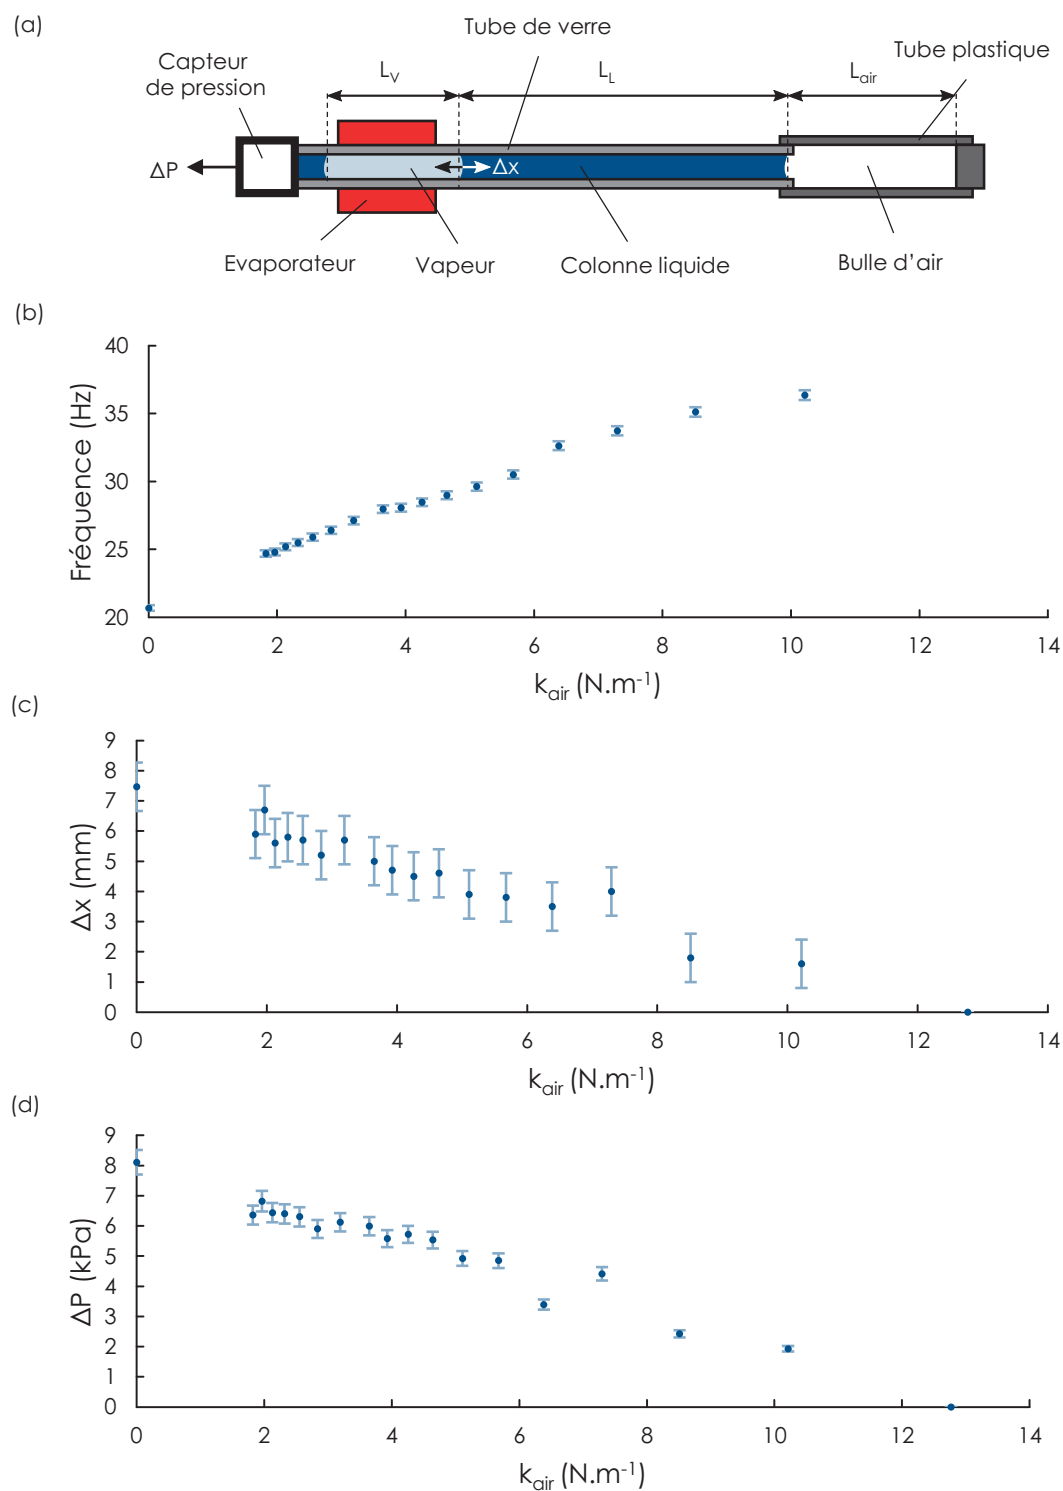 (a)
Tube de verre
Tube plastique
Capteur
de pression
L_V
L_L
L_air
ΔP
Δx
Evaporateur
Vapeur
Colonne liquide
Bulle d'air
(b)
Fréquence (Hz)
40
35
30
25
20
0 2 4 6 8 10 12 14
k_air (N.m⁻¹)
(c)
Δx (mm)
9
8
7
6
5
4
3
2
1
0
0 2 4 6 8 10 12 14
k_air (N.m⁻¹)
(d)
ΔP (kPa)
9
8
7
6
5
4
3
2
1
0
0 2 4 6 8 10 12 14
k_air (N.m⁻¹)